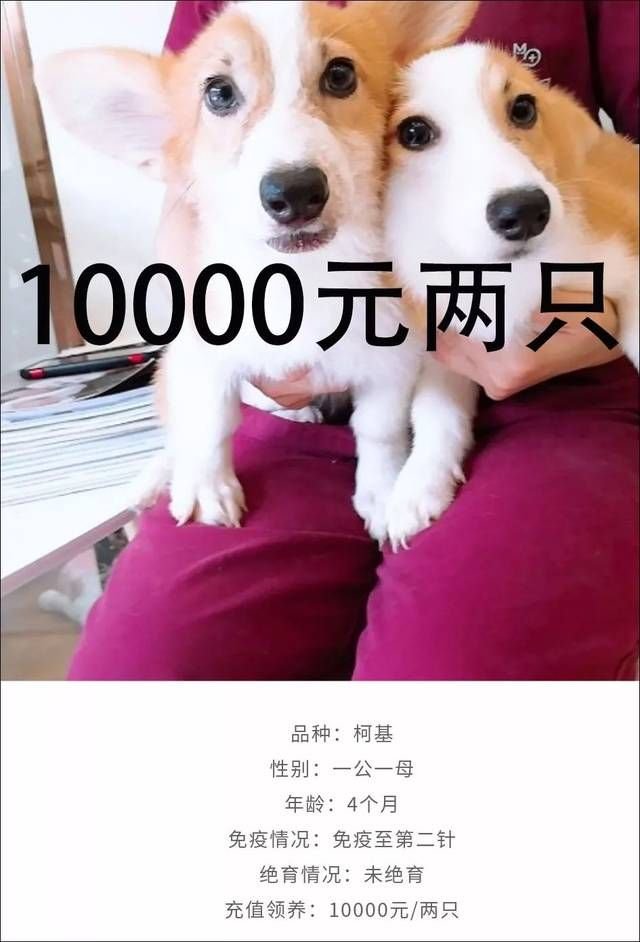 10000元两只
品种：柯基
性别：一公一母
年龄：4个月
免疫情况：免疫至第二针
绝育情况：未绝育
充值领养：10000元/两只